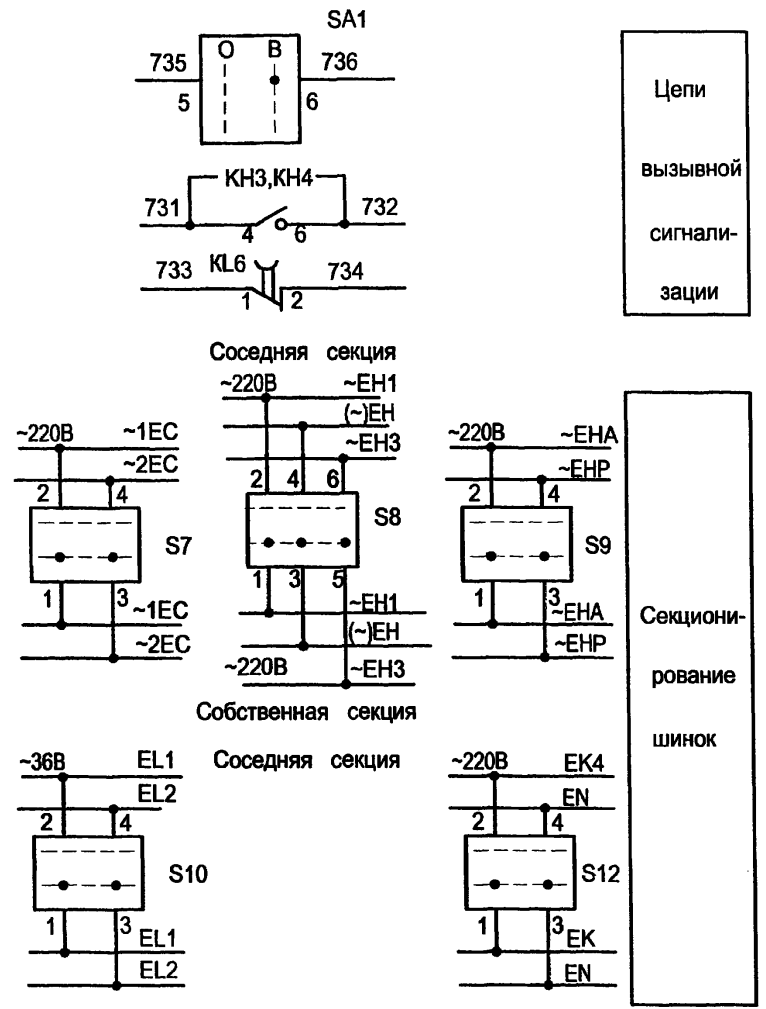 SA1
О В
735 736
5 6
Цепи
вызывной
сигнали-
зации
КН3,КН4
731 732
4 6
733 KL6 734
1 2
Соседняя секция
~220В ~ЕН1
(~)ЕН
~ЕН3
2 4 6
S8
1 3 5
~ЕН1
(~)ЕН
~220В ~ЕН3
Собственная секция
~220В ~1ЕС
~2ЕС
2 4
S7
1 3
~1ЕС
~2ЕС
~220В ~ЕНА
~ЕНР
2 4
S9
1 3
~ЕНА
~ЕНР
Секциони-
рование
шинок
Соседняя секция
~36В EL1
EL2
2 4
S10
1 3
EL1
EL2
~220В EK4
EN
2 4
S12
1 3
EK
EN